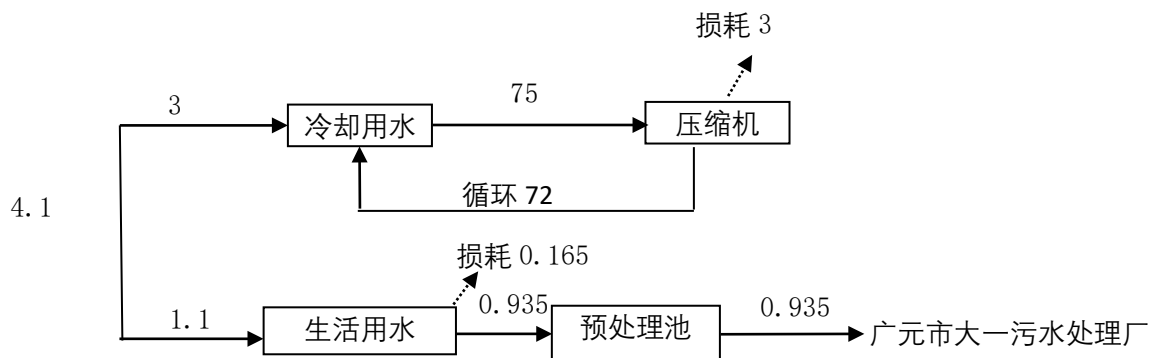 损耗 3
3
75
冷却用水
压缩机
循环 72
4.1
损耗 0.165
1.1
生活用水
0.935
预处理池
0.935
广元市大一污水处理厂